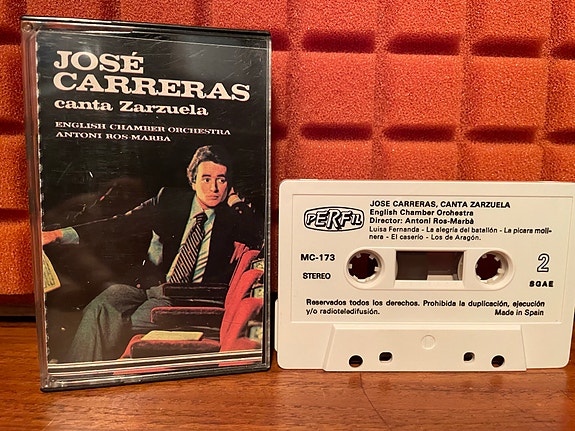 JOSÉ
CARRERAS
canta Zarzuela
ENGLISH CHAMBER ORCHESTRA
ANTONI ROS-MARBA
PERFIL
JOSE CARRERAS, CANTA ZARZUELA
English Chamber Orchestra
Director: Antoni Ros-Marbà
Luisa Fernanda - La alegría del batallón - La pícara moli-
nera - El caserío - Los de Aragón.
MC-173
STEREO
2
SGAE
Reservados todos los derechos. Prohibida la duplicación, ejecución
y/o radioteledifusión.
Made in Spain